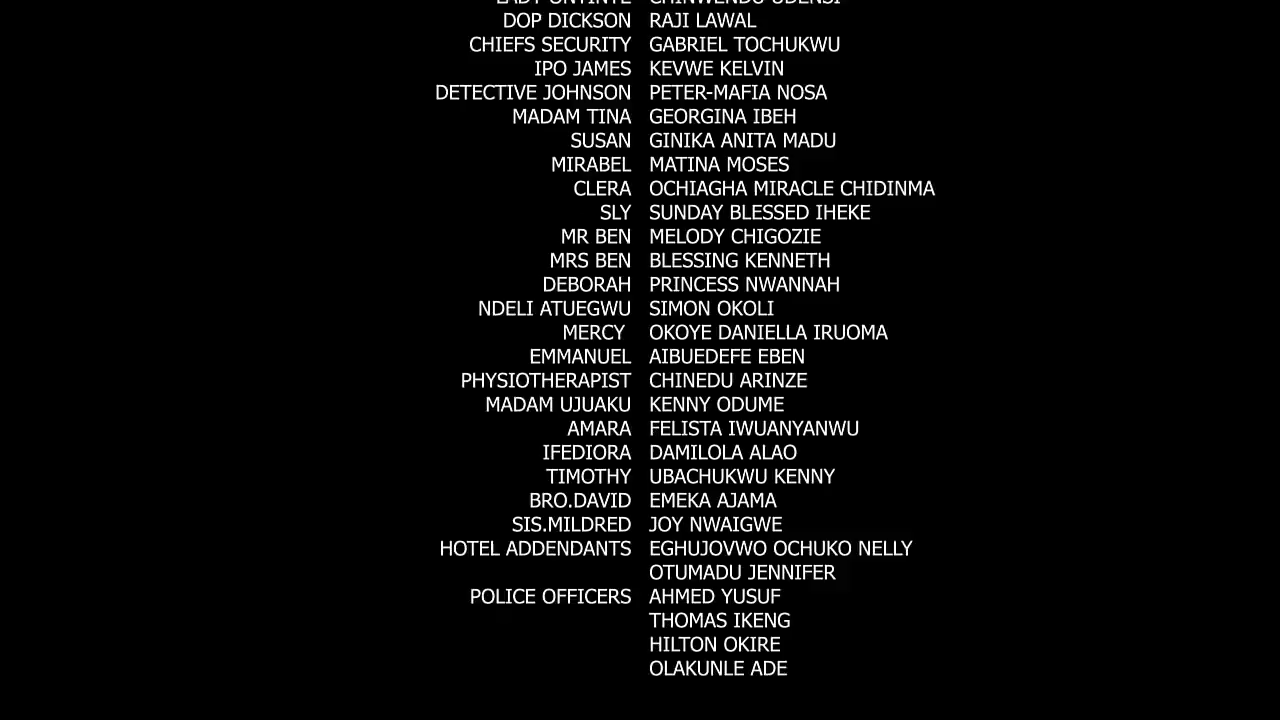 DOP DICKSON RAJI LAWAL
CHIEFS SECURITY GABRIEL TOCHUKWU
IPO JAMES KEVWE KELVIN
DETECTIVE JOHNSON PETER-MAFIA NOSA
MADAM TINA GEORGINA IBEH
SUSAN GINIKA ANITA MADU
MIRABEL MATINA MOSES
CLERA OCHIAGHA MIRACLE CHIDINMA
SLY SUNDAY BLESSED IHEKE
MR BEN MELODY CHIGOZIE
MRS BEN BLESSING KENNETH
DEBORAH PRINCESS NWANNAH
NDELI ATUEGWU SIMON OKOLI
MERCY OKOYE DANIELLA IRUOMA
EMMANUEL AIBUEDEFE EBEN
PHYSIOTHERAPIST CHINEDU ARINZE
MADAM UJUAKU KENNY ODUME
AMARA FELISTA IWUANYANWU
IFEDIORA DAMILOLA ALAO
TIMOTHY UBACHUKWU KENNY
BRO.DAVID EMEKA AJAMA
SIS.MILDRED JOY NWAIGWE
HOTEL ADDENDANTS EGHUJOVWO OCHUKO NELLY
OTUMADU JENNIFER
POLICE OFFICERS AHMED YUSUF
THOMAS IKENG
HILTON OKIRE
OLAKUNLE ADE